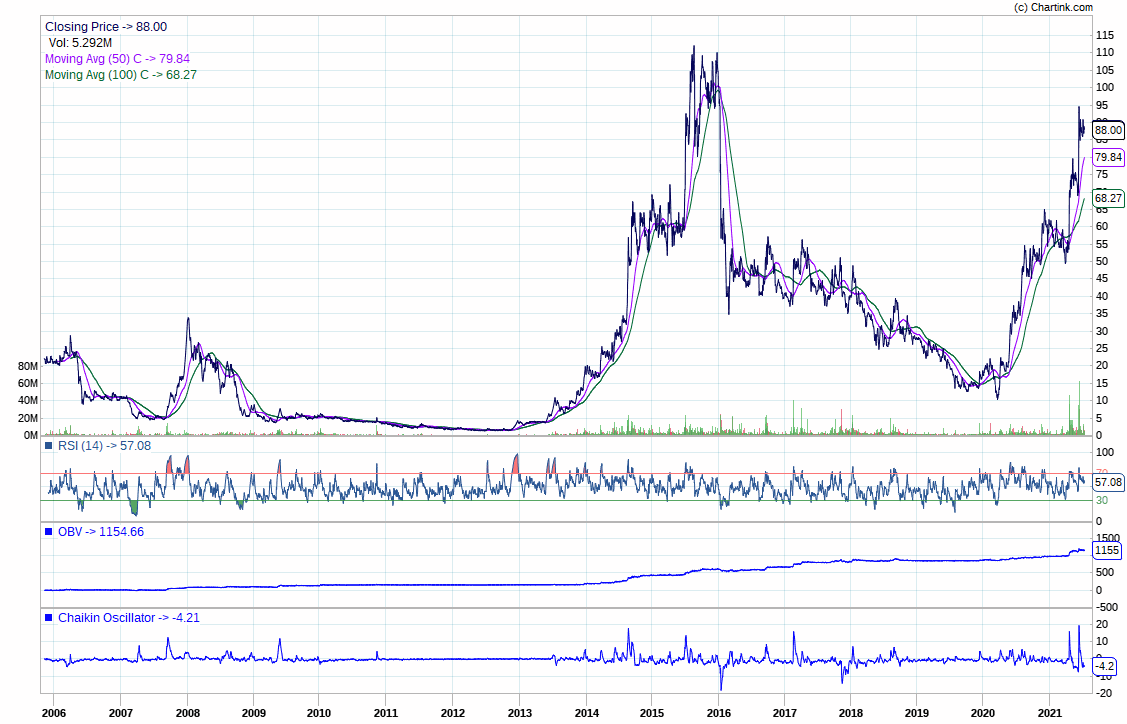 (c) Chartink.com
Closing Price -> 88.00
Vol: 5.292M
Moving Avg (50) C -> 79.84
Moving Avg (100) C -> 68.27
115
110
105
100
95
88.00
79.84
75
68.27
65
60
55
50
45
40
35
30
25
20
15
10
5
0
80M
60M
40M
20M
0M
RSI (14) -> 57.08
100
70
57.08
30
0
OBV -> 1154.66
1500
1155
500
0
-500
Chaikin Oscillator -> -4.21
20
10
-4.2
-10
-20
2006 2007 2008 2009 2010 2011 2012 2013 2014 2015 2016 2017 2018 2019 2020 2021